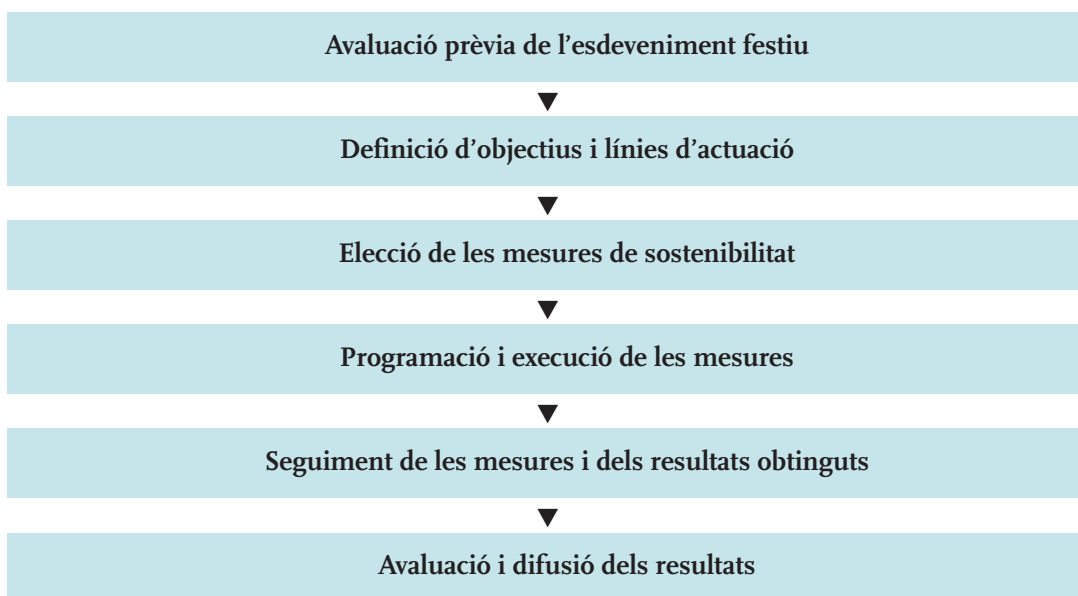 Avaluació prèvia de l’esdeveniment festiu
Definició d’objectius i línies d’actuació
Elecció de les mesures de sostenibilitat
Programació i execució de les mesures
Seguiment de les mesures i dels resultats obtinguts
Avaluació i difusió dels resultats